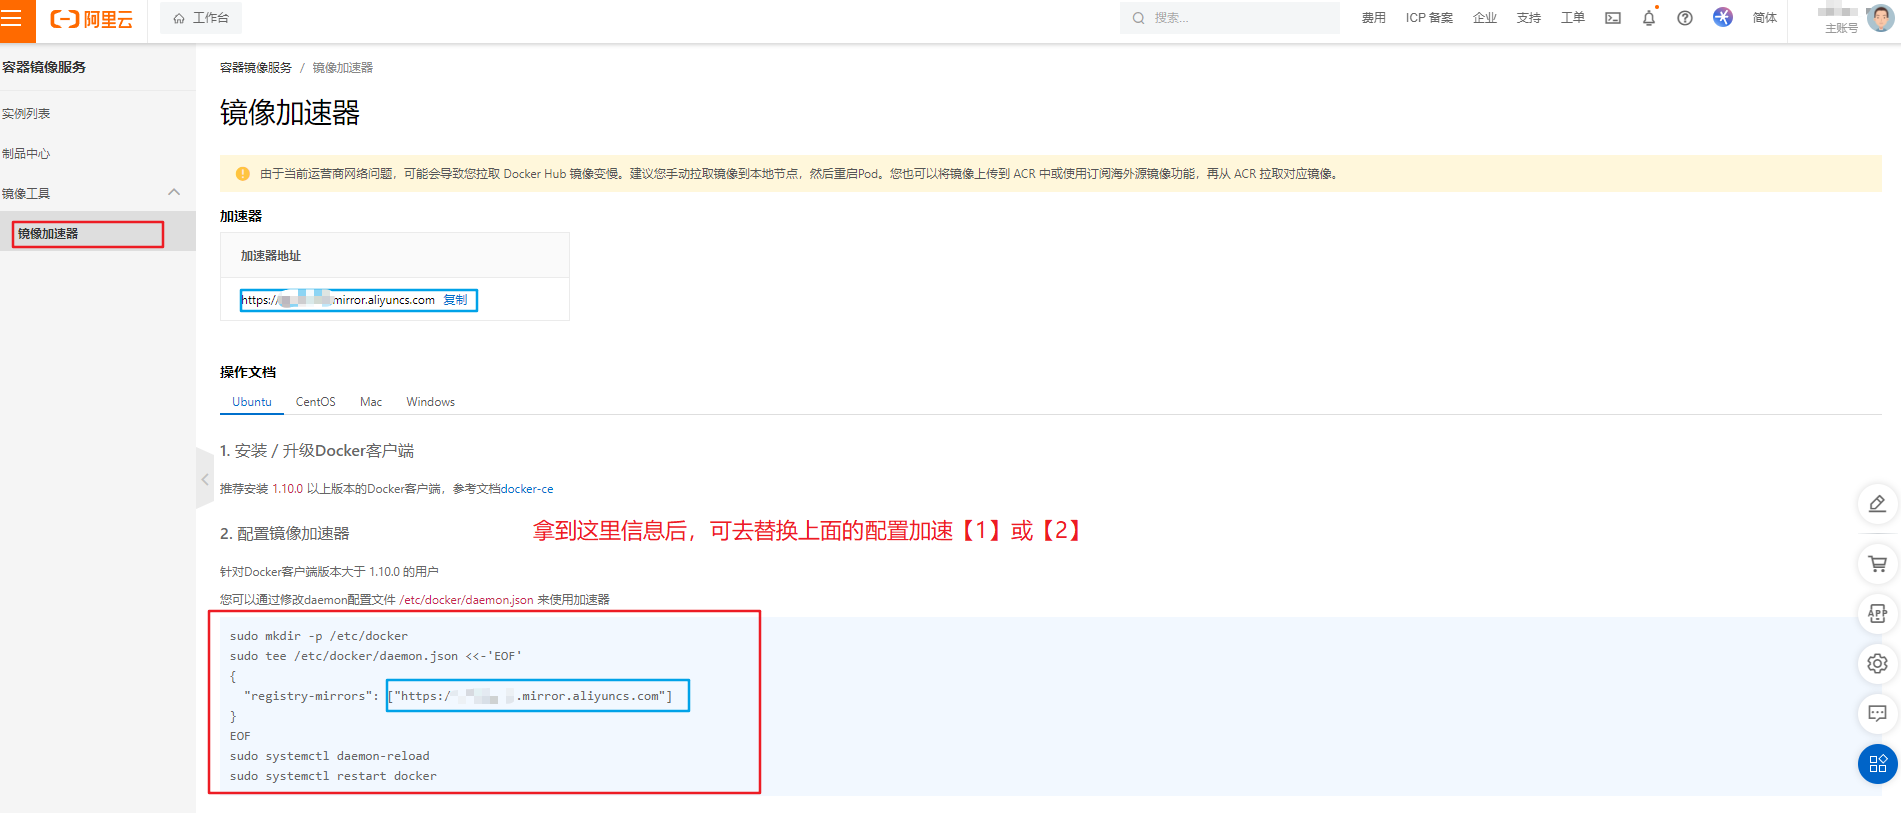 阿里云
工作台
搜索...
费用
ICP 备案
企业
支持
工单
简体
主账号
容器镜像服务
实例列表
制品中心
镜像工具
镜像加速器
容器镜像服务 / 镜像加速器
镜像加速器
由于当前运营商网络问题，可能会导致您拉取 Docker Hub 镜像变慢。建议您手动拉取镜像到本地节点，然后重启Pod。您也可以将镜像上传到 ACR 中或使用订阅海外源镜像功能，再从 ACR 拉取对应镜像。
加速器
加速器地址
https:// mirror.aliyuncs.com 复制
操作文档
Ubuntu CentOS Mac Windows
1. 安装 / 升级Docker客户端
推荐安装 1.10.0 以上版本的Docker客户端，参考文档docker-ce
2. 配置镜像加速器
拿到这里信息后，可去替换上面的配置加速【1】或【2】
针对Docker客户端版本大于 1.10.0 的用户
您可以通过修改daemon配置文件 /etc/docker/daemon.json 来使用加速器
sudo mkdir -p /etc/docker
sudo tee /etc/docker/daemon.json <<-'EOF'
{
"registry-mirrors": ["https:/ .mirror.aliyuncs.com"]
}
EOF
sudo systemctl daemon-reload
sudo systemctl restart docker
APP